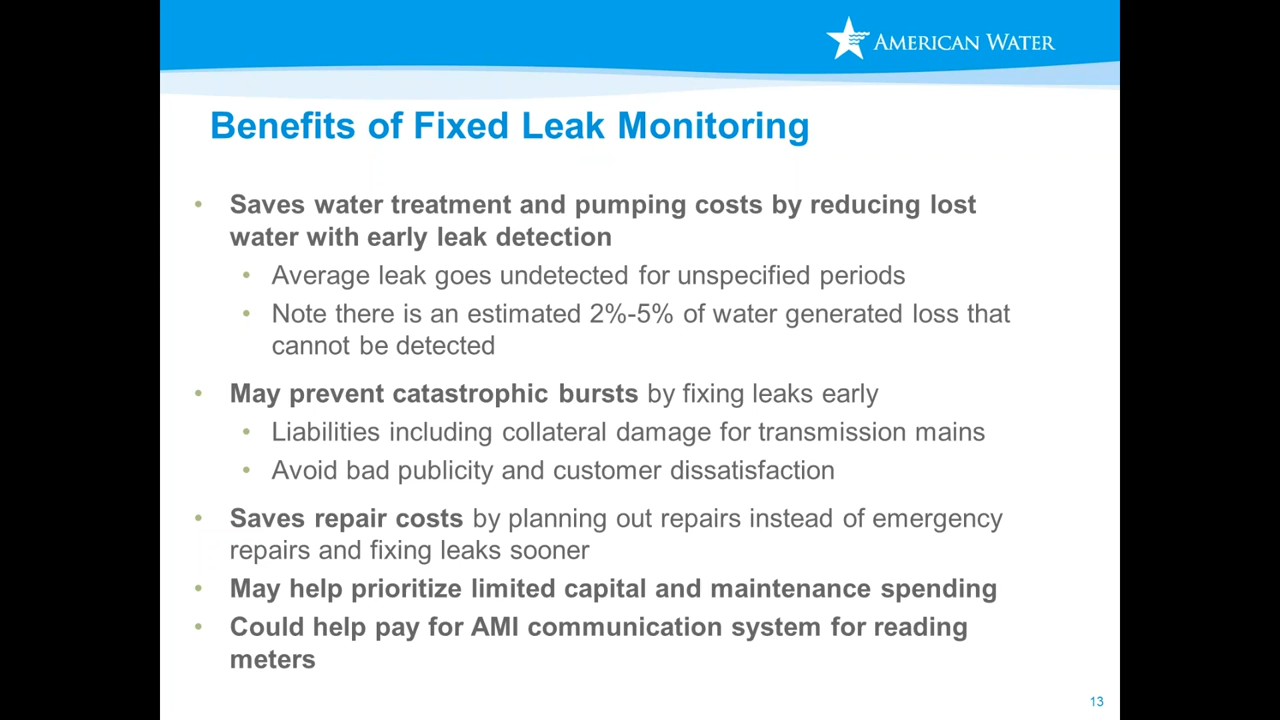 AMERICAN WATER
Benefits of Fixed Leak Monitoring
• Saves water treatment and pumping costs by reducing lost
water with early leak detection
• Average leak goes undetected for unspecified periods
• Note there is an estimated 2%-5% of water generated loss that
cannot be detected
• May prevent catastrophic bursts by fixing leaks early
• Liabilities including collateral damage for transmission mains
• Avoid bad publicity and customer dissatisfaction
• Saves repair costs by planning out repairs instead of emergency
repairs and fixing leaks sooner
• May help prioritize limited capital and maintenance spending
• Could help pay for AMI communication system for reading
meters
13